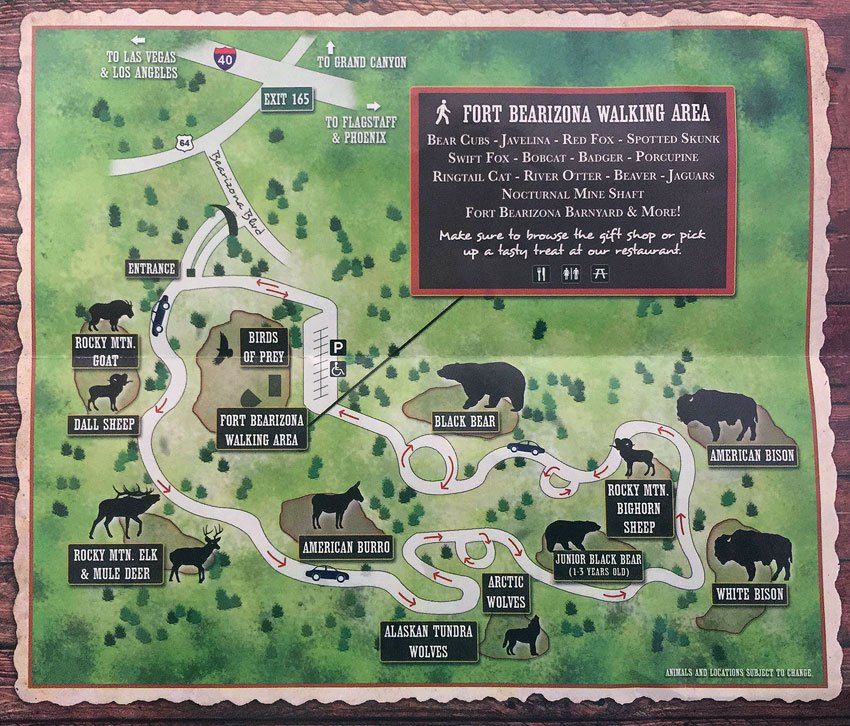 TO LAS VEGAS
& LOS ANGELES
40
TO GRAND CANYON
EXIT 165
TO FLAGSTAFF
& PHOENIX
64
Bearizona Blvd
FORT BEARIZONA WALKING AREA
BEAR CUBS - JAVELINA - RED FOX - SPOTTED SKUNK
SWIFT FOX - BOBCAT - BADGER - PORCUPINE
RINGTAIL CAT - RIVER OTTER - BEAVER - JAGUARS
NOCTURNAL MINE SHAFT
FORT BEARIZONA BARNYARD & MORE!
Make sure to browse the gift shop or pick
up a tasty treat at our restaurant.
ENTRANCE
ROCKY MTN.
GOAT
DALL SHEEP
BIRDS
OF PREY
P
FORT BEARIZONA
WALKING AREA
BLACK BEAR
AMERICAN BISON
ROCKY MTN.
BIGHORN
SHEEP
ROCKY MTN. ELK
& MULE DEER
AMERICAN BURRO
JUNIOR BLACK BEAR
(1-3 YEARS OLD)
WHITE BISON
ARCTIC
WOLVES
ALASKAN TUNDRA
WOLVES
ANIMALS AND LOCATIONS SUBJECT TO CHANGE